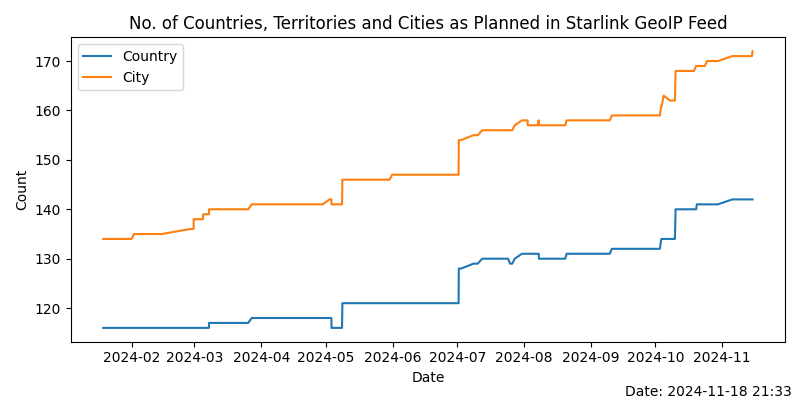 No. of Countries, Territories and Cities as Planned in Starlink GeoIP Feed
Country
City
170
160
150
140
130
120
Count
2024-02 2024-03 2024-04 2024-05 2024-06 2024-07 2024-08 2024-09 2024-10 2024-11
Date
Date: 2024-11-18 21:33